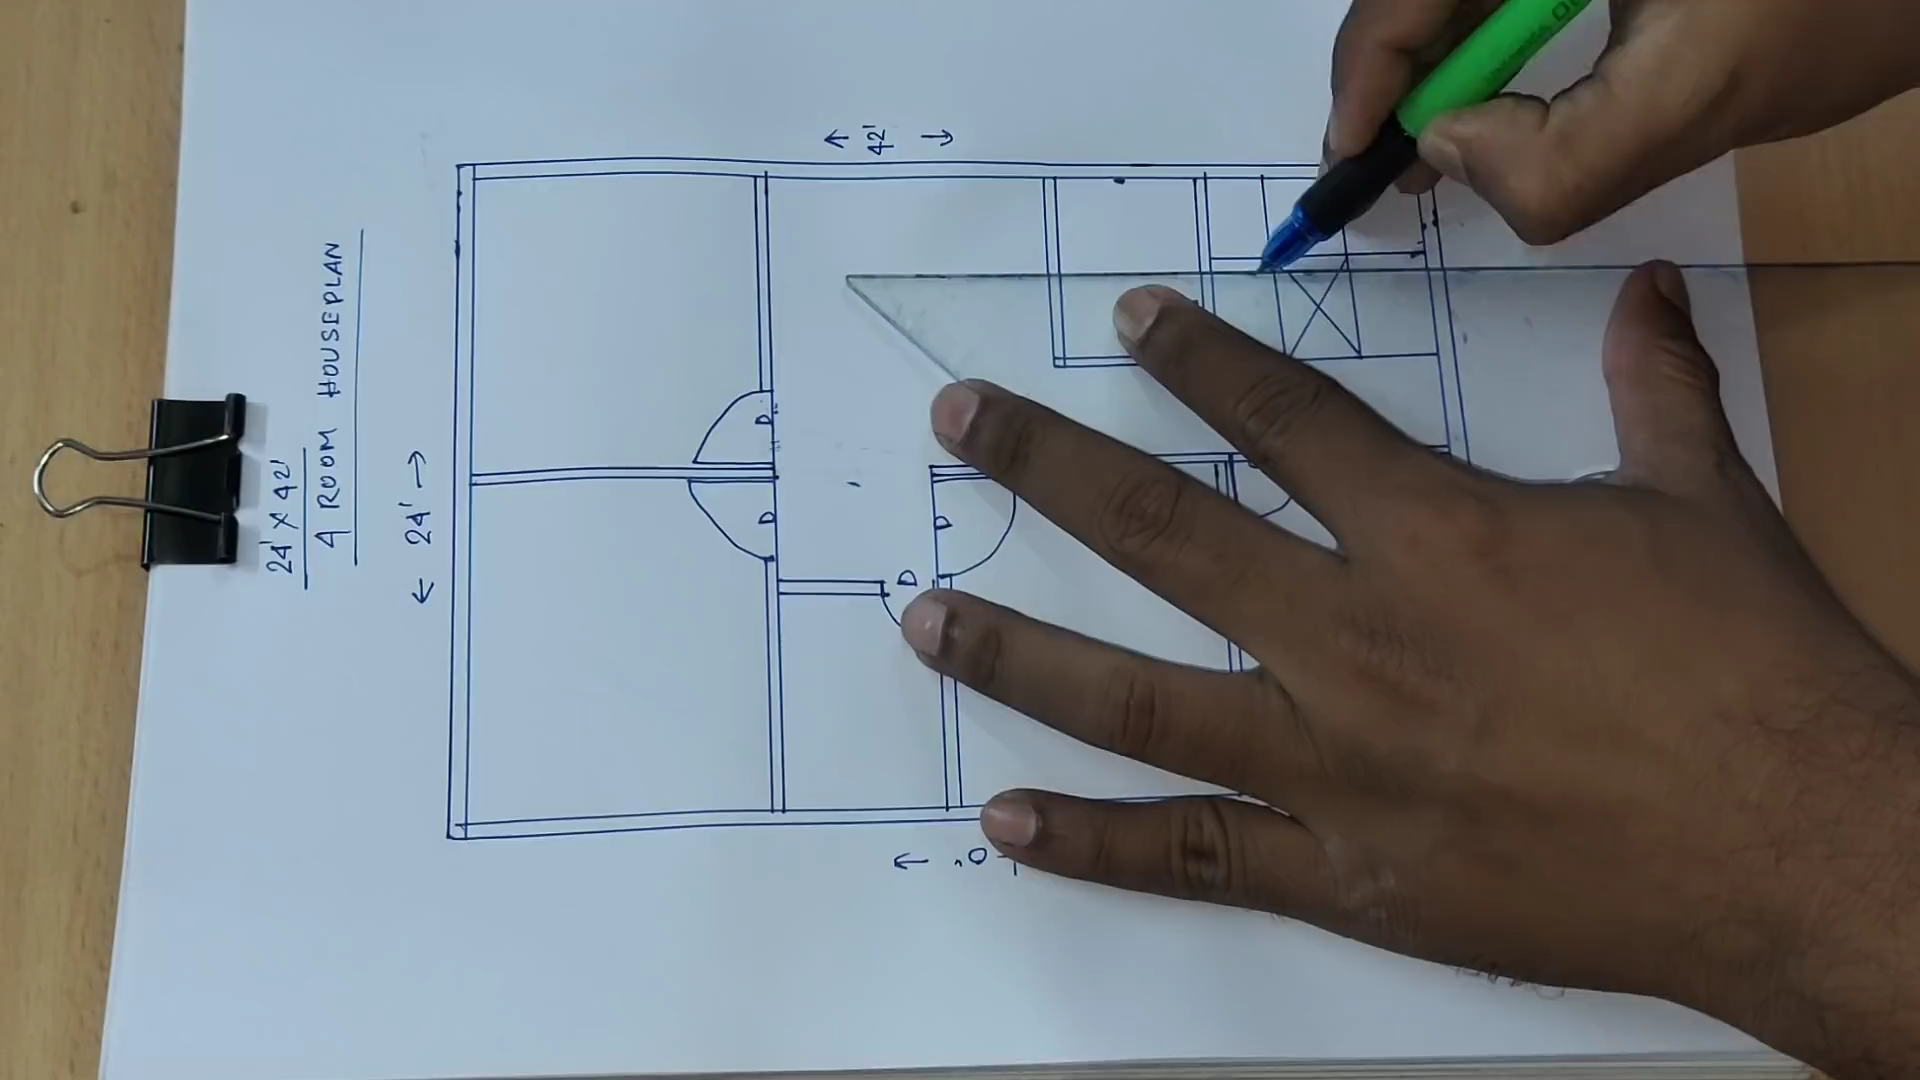 24' X 42'
4 ROOM HOUSEPLAN
← 24' →
← 42' →
D
D
D
D